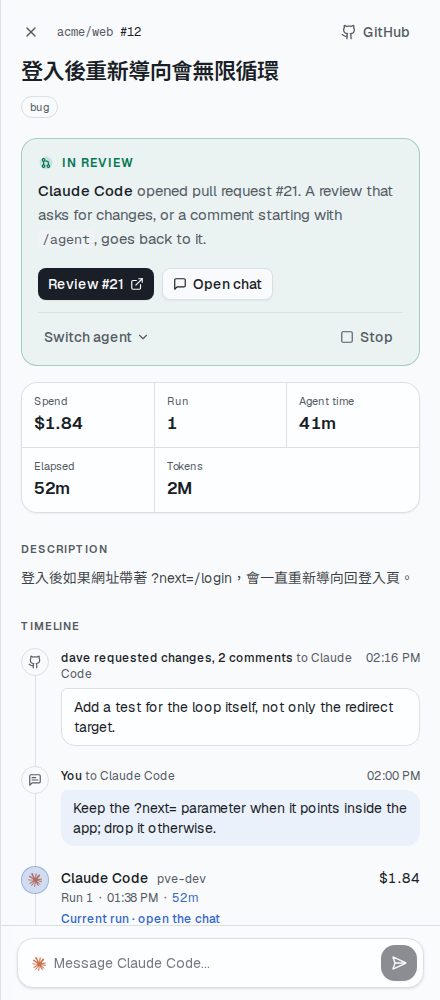 acme/web #12
GitHub
登入後重新導向會無限循環
bug
IN REVIEW
Claude Code opened pull request #21. A review that
asks for changes, or a comment starting with
/agent, goes back to it.
Review #21
Open chat
Switch agent
Stop
Spend
$1.84
Run
1
Agent time
41m
Elapsed
52m
Tokens
2M
DESCRIPTION
登入後如果網址帶著 ?next=/login，會一直重新導向回登入頁。
TIMELINE
dave requested changes, 2 comments to Claude
Code
02:16 PM
Add a test for the loop itself, not only the redirect
target.
You to Claude Code
02:00 PM
Keep the ?next= parameter when it points inside the
app; drop it otherwise.
Claude Code pve-dev
$1.84
Run 1 · 01:38 PM · 52m
Current run · open the chat
Message Claude Code...